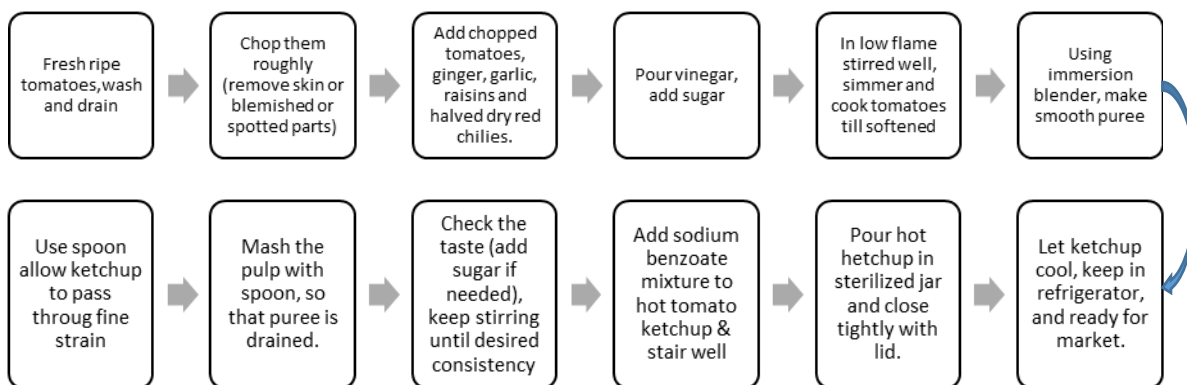 Fresh ripe
tomatoes,wash
and drain
Chop them
roughly
(remove skin or
blemished or
spotted parts)
Add chopped
tomatoes,
ginger, garlic,
raisins and
halved dry red
chilies.
Pour vinegar,
add sugar
In low flame
stirred well,
simmer and
cook tomatoes
till softened
Using
immersion
blender, make
smooth puree
Use spoon
allow ketchup
to pass
throug fine
strain
Mash the
pulp with
spoon, so
that puree is
drained.
Check the
taste (add
sugar if
needed),
keep stirring
until desired
consistency
Add sodium
benzoate
mixture to
hot tomato
ketchup &
stair well
Pour hot
hetchup in
sterilized jar
and close
tightly with
lid.
Let ketchup
cool, keep in
refrigerator,
and ready for
market.